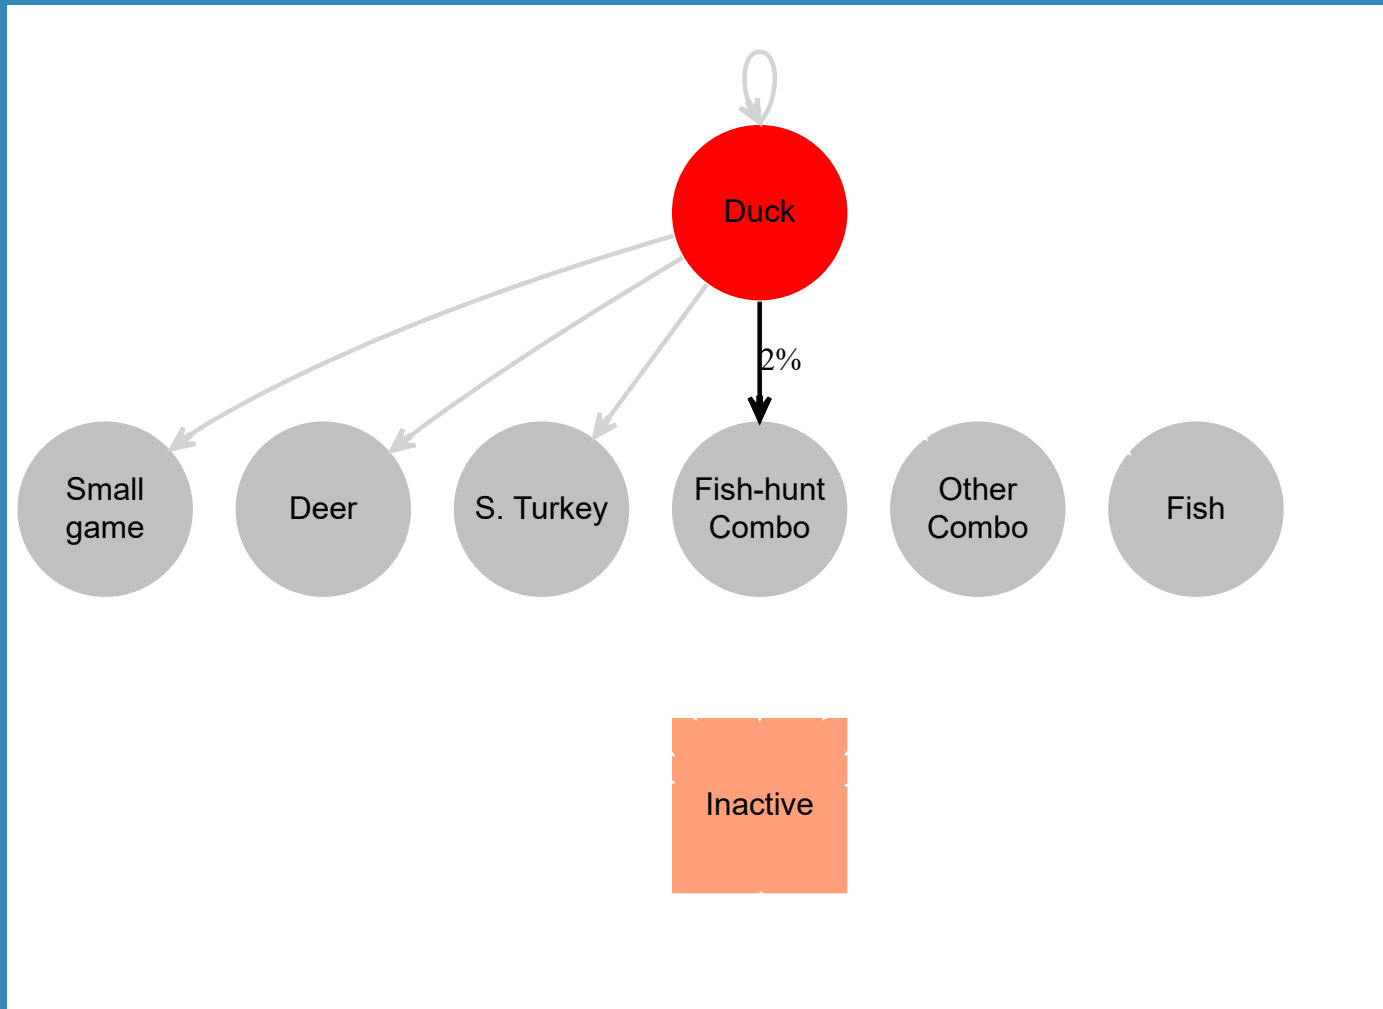 Duck
2%
Small
game
Deer
S. Turkey
Fish-hunt
Combo
Other
Combo
Fish
Inactive